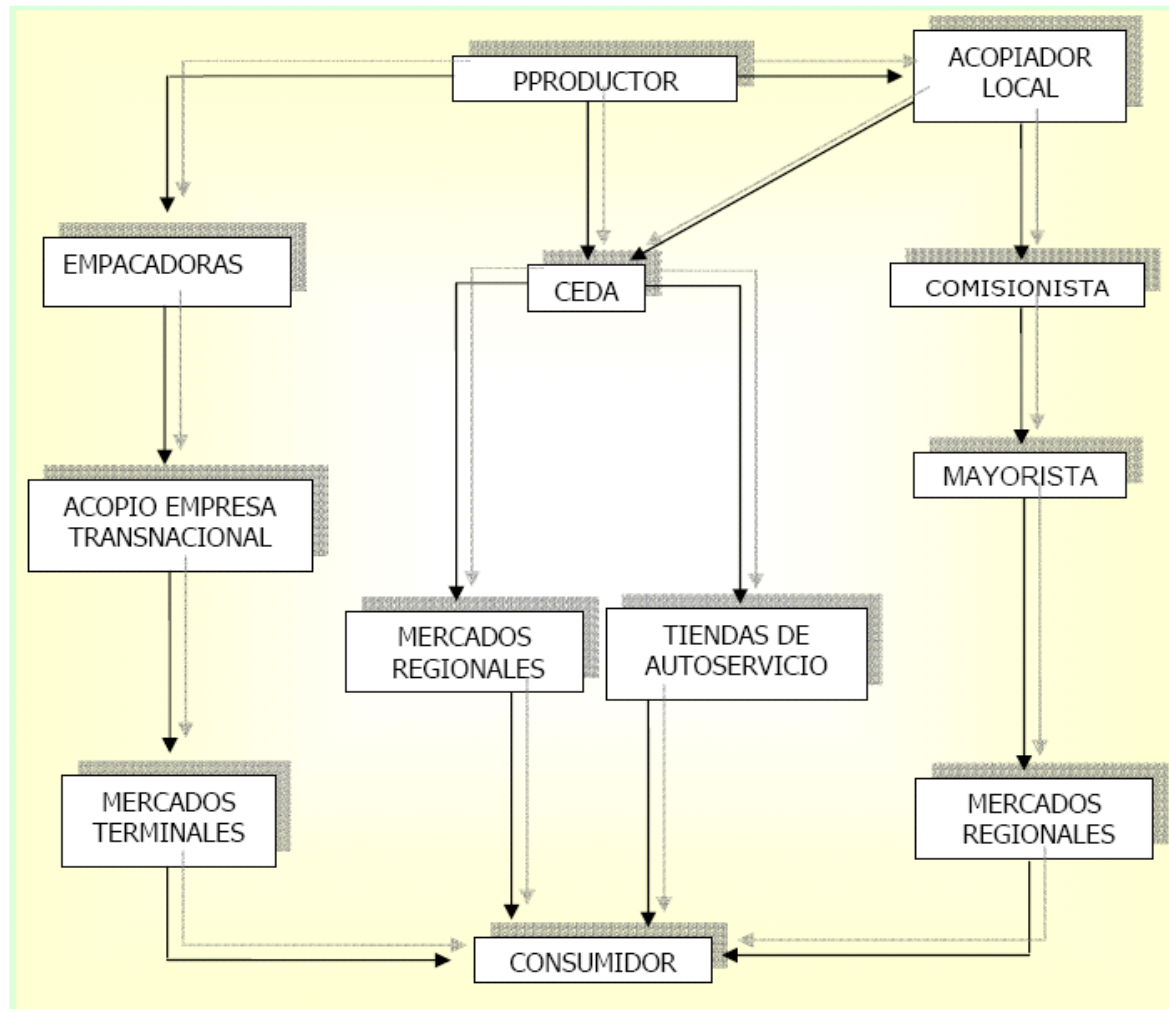 PPRODUCTOR
ACOPIADOR
LOCAL
EMPACADORAS
CEDA
COMISIONISTA
ACOPIO EMPRESA
TRANSNACIONAL
MAYORISTA
MERCADOS
REGIONALES
TIENDAS DE
AUTOSERVICIO
MERCADOS
TERMINALES
MERCADOS
REGIONALES
CONSUMIDOR